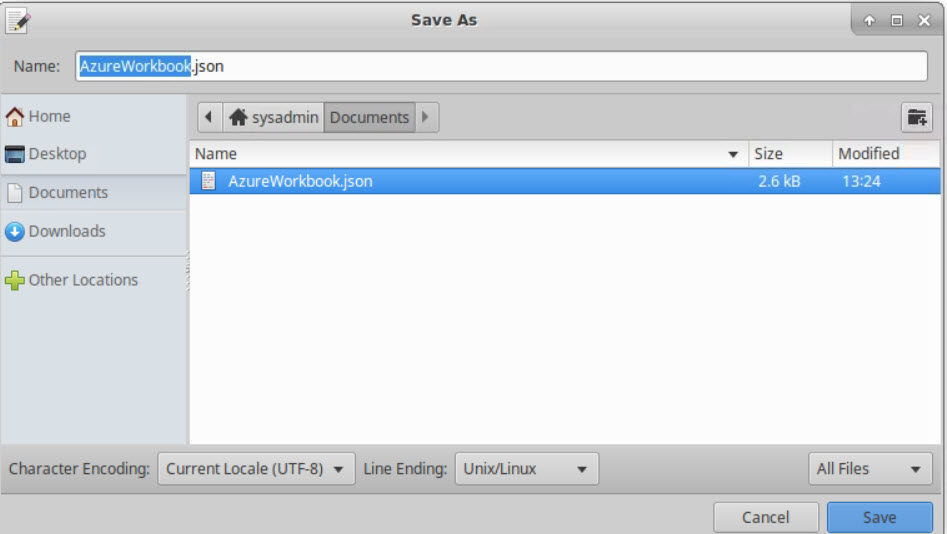 Save As
Name: AzureWorkbook.json
Home
Desktop
Documents
Downloads
Other Locations
sysadmin Documents
Name Size Modified
AzureWorkbook.json 2.6 kB 13:24
Character Encoding: Current Locale (UTF-8) Line Ending: Unix/Linux All Files
Cancel Save